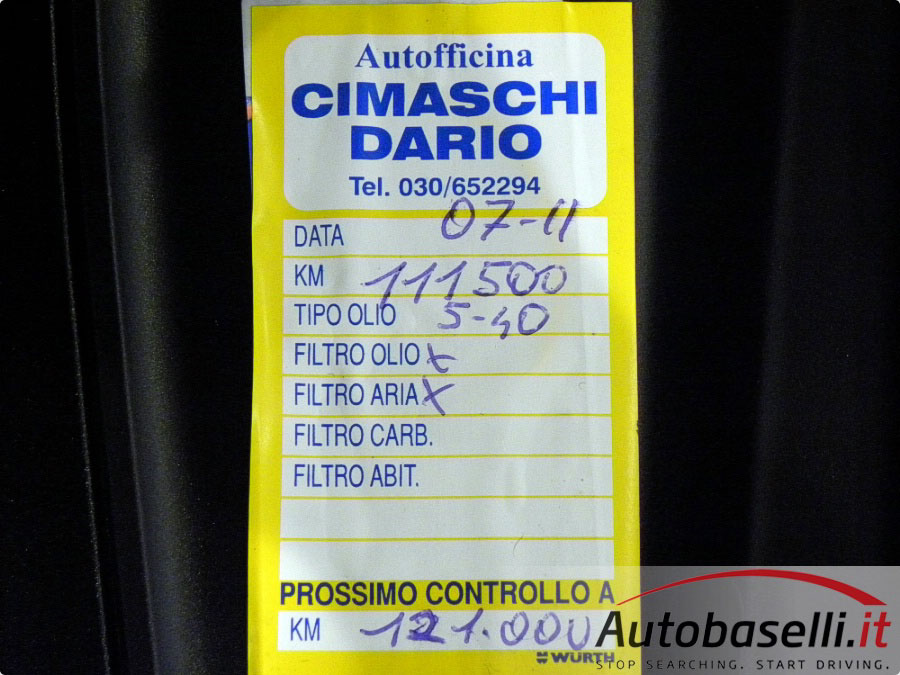 Autofficina
CIMASCHI
DARIO
Tel. 030/652294
DATA 07-11
KM 111500
TIPO OLIO 5-40
FILTRO OLIO X
FILTRO ARIA X
FILTRO CARB.
FILTRO ABIT.
PROSSIMO CONTROLLO A
KM 121.000
WÜRTH
Autobaselli.it
STOP SEARCHING. START DRIVING.